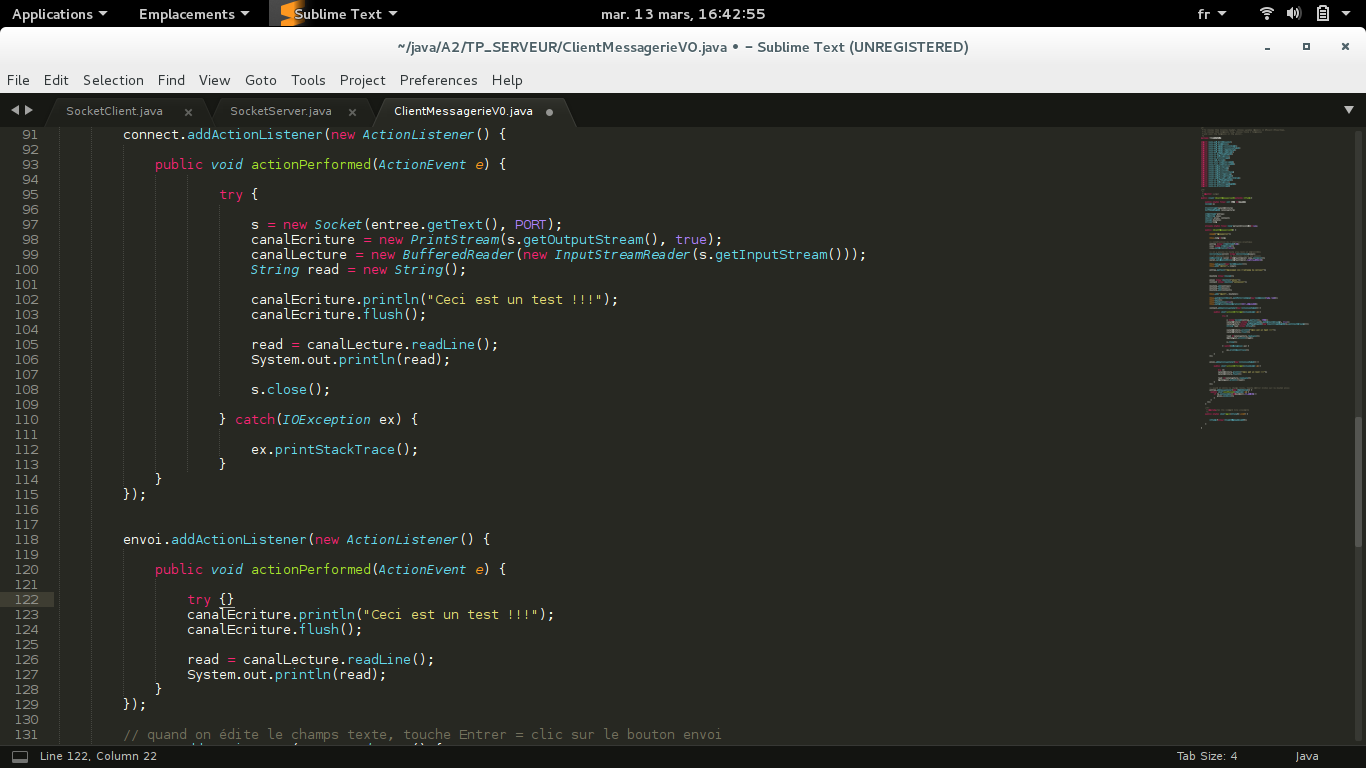 Applications Emplacements Sublime Text mar. 13 mars, 16:42:55 fr
~/java/A2/TP_SERVEUR/ClientMessagerieV0.java • - Sublime Text (UNREGISTERED)
File Edit Selection Find View Goto Tools Project Preferences Help
SocketClient.java SocketServer.java ClientMessagerieV0.java
91 connect.addActionListener(new ActionListener() {
92
93 public void actionPerformed(ActionEvent e) {
94
95 try {
96
97 s = new Socket(entree.getText(), PORT);
98 canalEcriture = new PrintStream(s.getOutputStream(), true);
99 canalLecture = new BufferedReader(new InputStreamReader(s.getInputStream()));
100 String read = new String();
101
102 canalEcriture.println("Ceci est un test !!!");
103 canalEcriture.flush();
104
105 read = canalLecture.readLine();
106 System.out.println(read);
107
108 s.close();
109
110 } catch(IOException ex) {
111
112 ex.printStackTrace();
113 }
114 }
115 });
116
117
118 envoi.addActionListener(new ActionListener() {
119
120 public void actionPerformed(ActionEvent e) {
121
122 try {}
123 canalEcriture.println("Ceci est un test !!!");
124 canalEcriture.flush();
125
126 read = canalLecture.readLine();
127 System.out.println(read);
128 }
129 });
130
131 // quand on édite le champs texte, touche Entrer = clic sur le bouton envoi
Line 122, Column 22 Tab Size: 4 Java